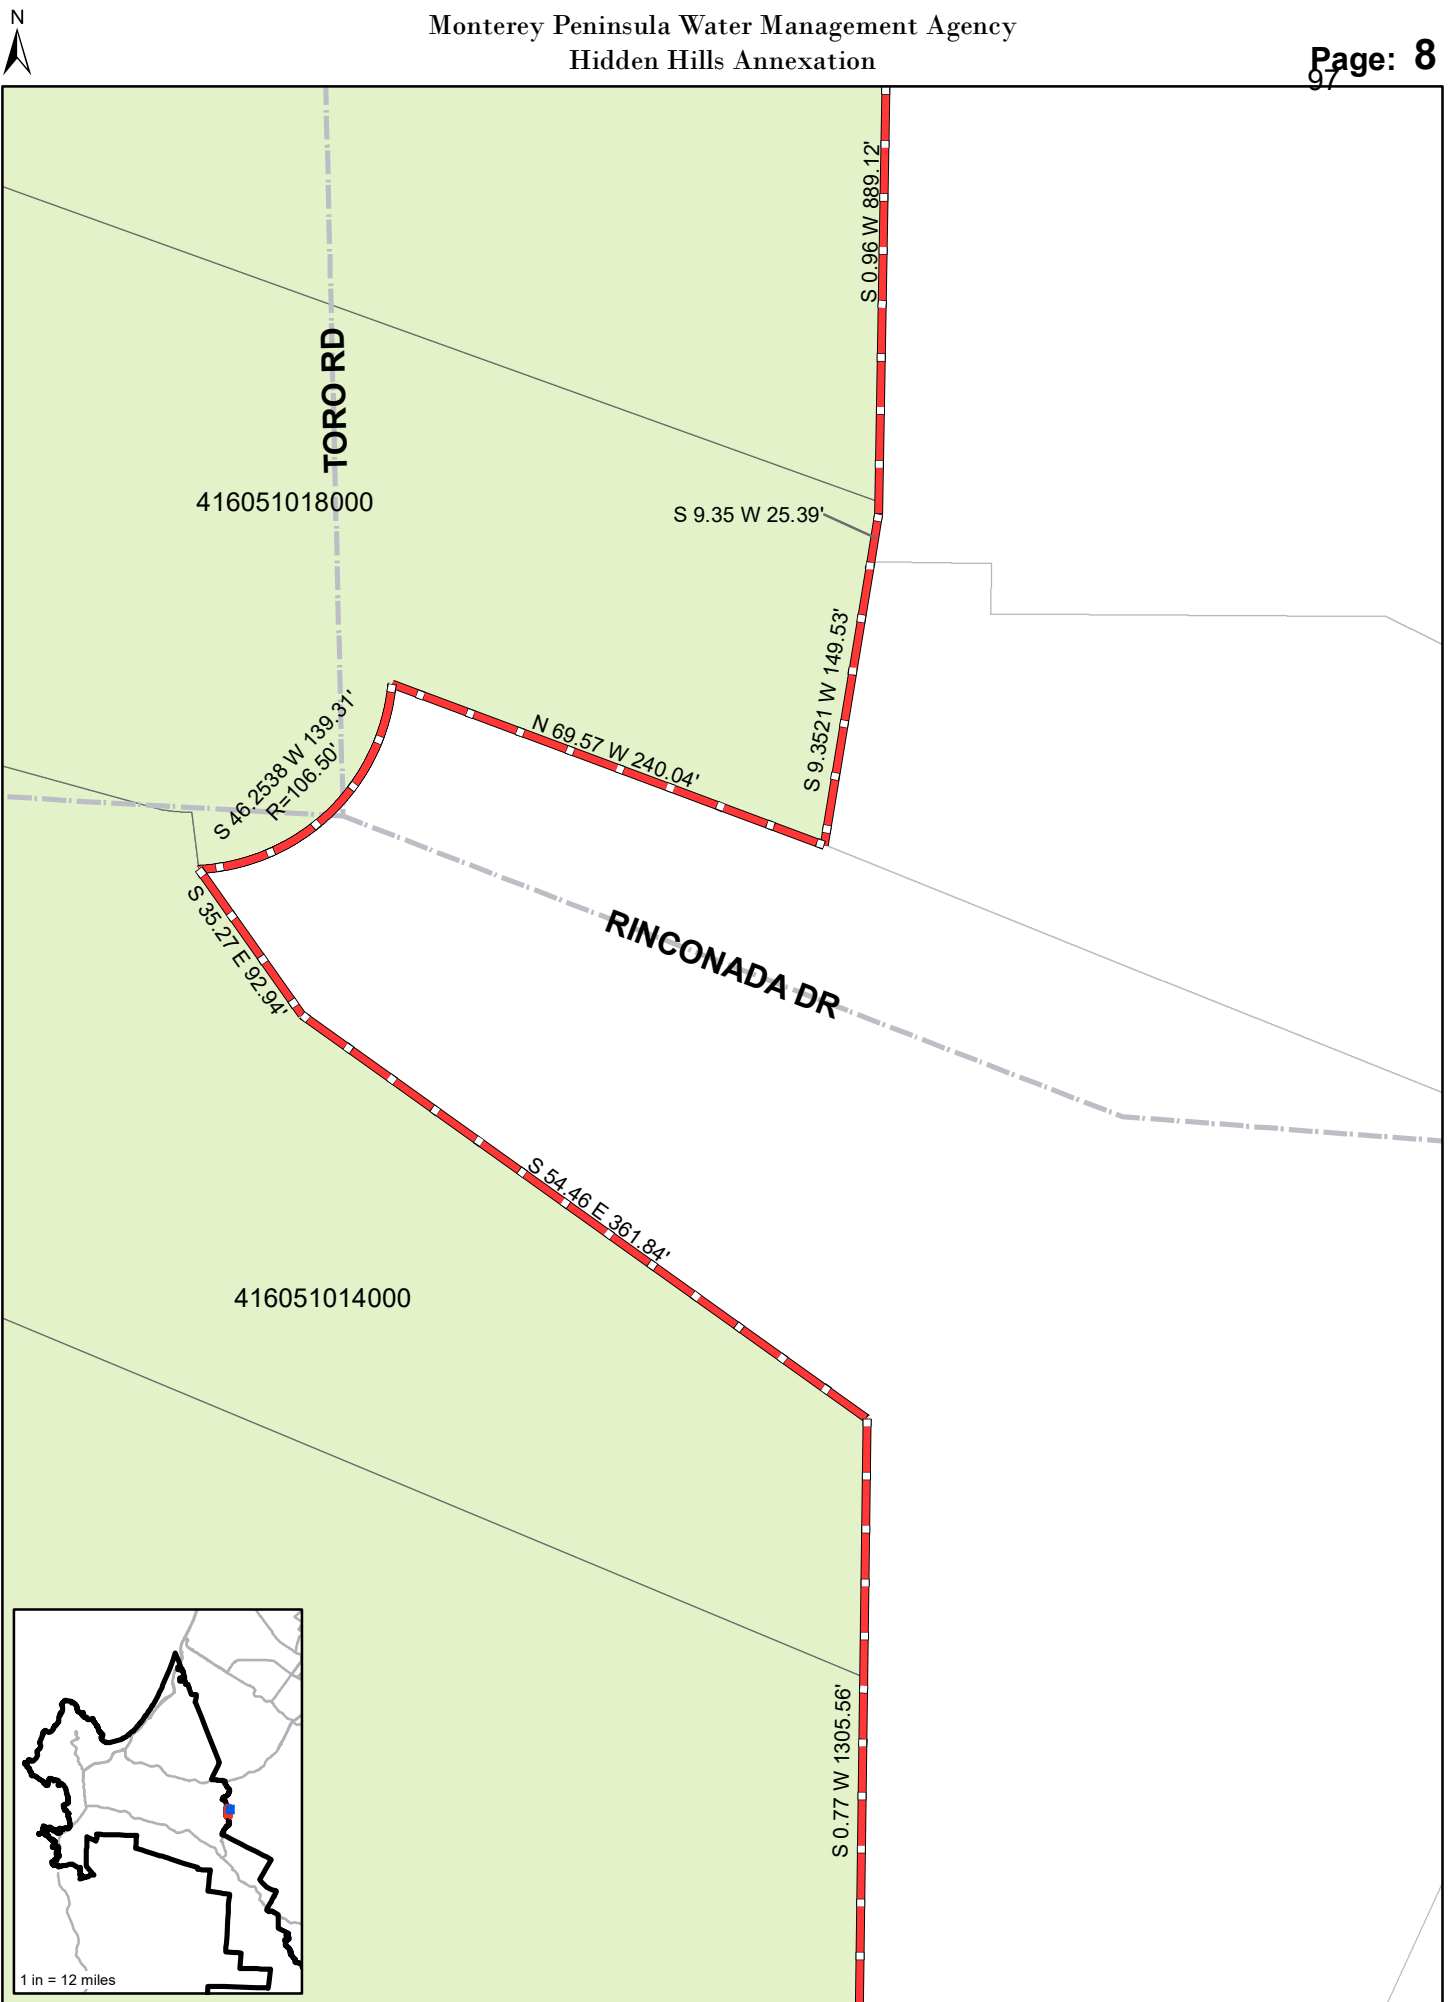 N
Monterey Peninsula Water Management Agency
Hidden Hills Annexation
Page: 8
97
S 0.96 W 889.12'
TORO RD
416051018000
S 9.35 W 25.39'
S 9.3521 W 149.53'
N 69.57 W 240.04'
S 46.2538 W 139.31'
R=106.50'
S 35.27 E 92.94'
RINCONADA DR
S 54.46 E 361.84'
416051014000
S 0.77 W 1305.56'
1 in = 12 miles